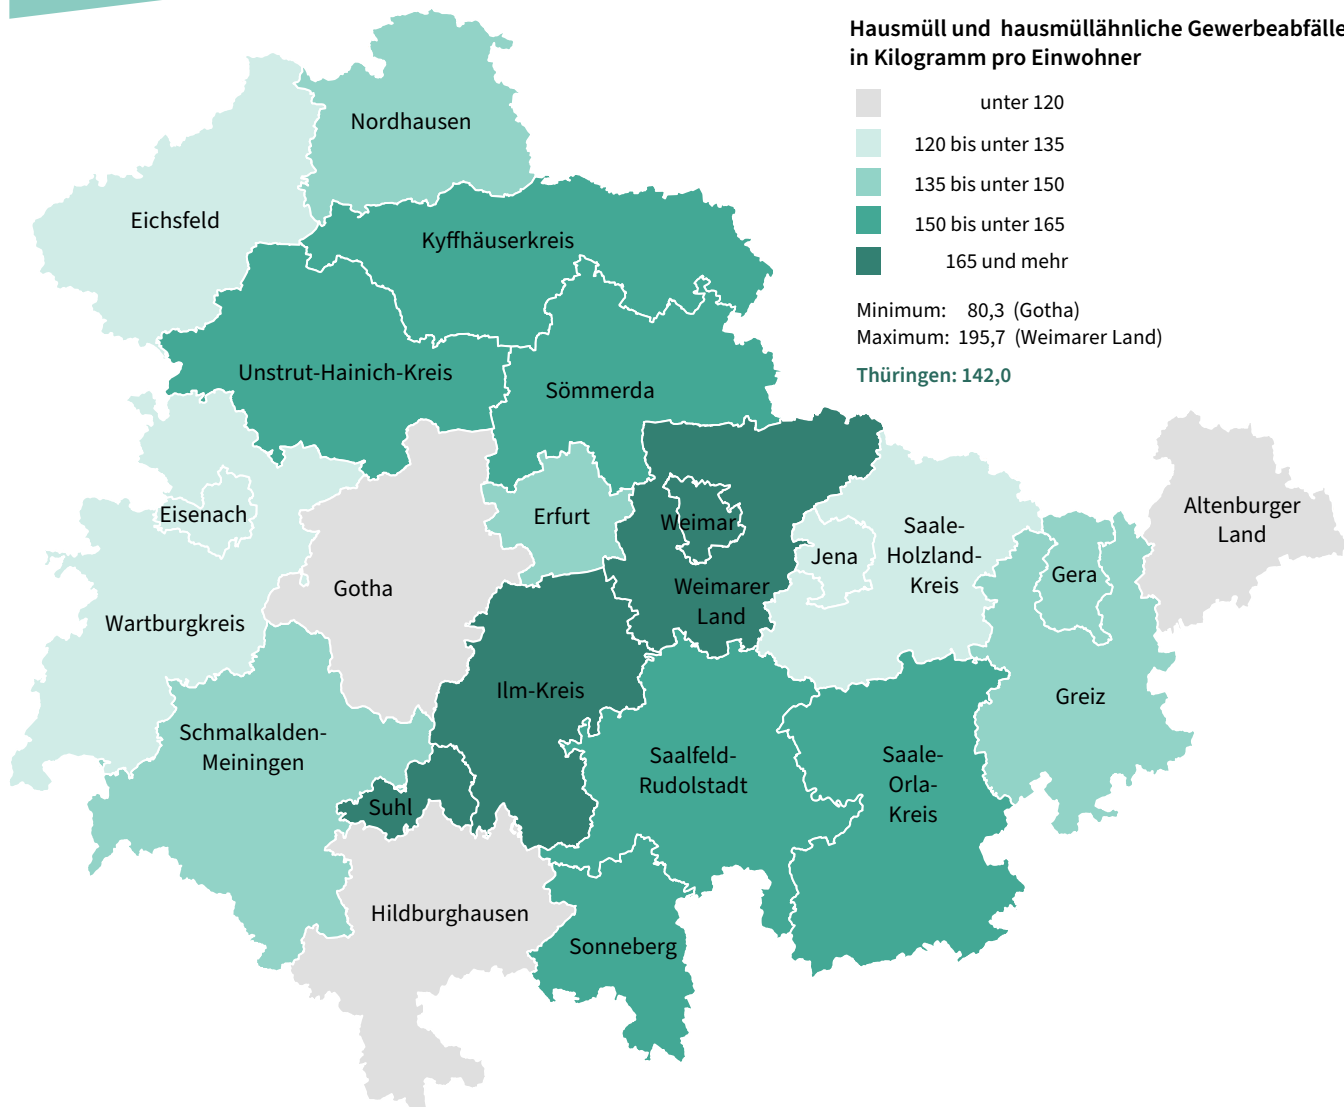 Hausmüll und hausmüllähnliche Gewerbeabfälle
in Kilogramm pro Einwohner
unter 120
120 bis unter 135
135 bis unter 150
150 bis unter 165
165 und mehr
Minimum: 80,3 (Gotha)
Maximum: 195,7 (Weimarer Land)
Thüringen: 142,0
Nordhausen
Eichsfeld
Kyffhäuserkreis
Unstrut-Hainich-Kreis
Sömmerda
Eisenach
Erfurt
Weimar
Jena
Saale-
Holzland-
Kreis
Altenburger
Land
Gera
Gotha
Weimarer
Land
Wartburgkreis
Ilm-Kreis
Greiz
Schmalkalden-
Meiningen
Saalfeld-
Rudolstadt
Saale-
Orla-
Kreis
Suhl
Hildburghausen
Sonneberg